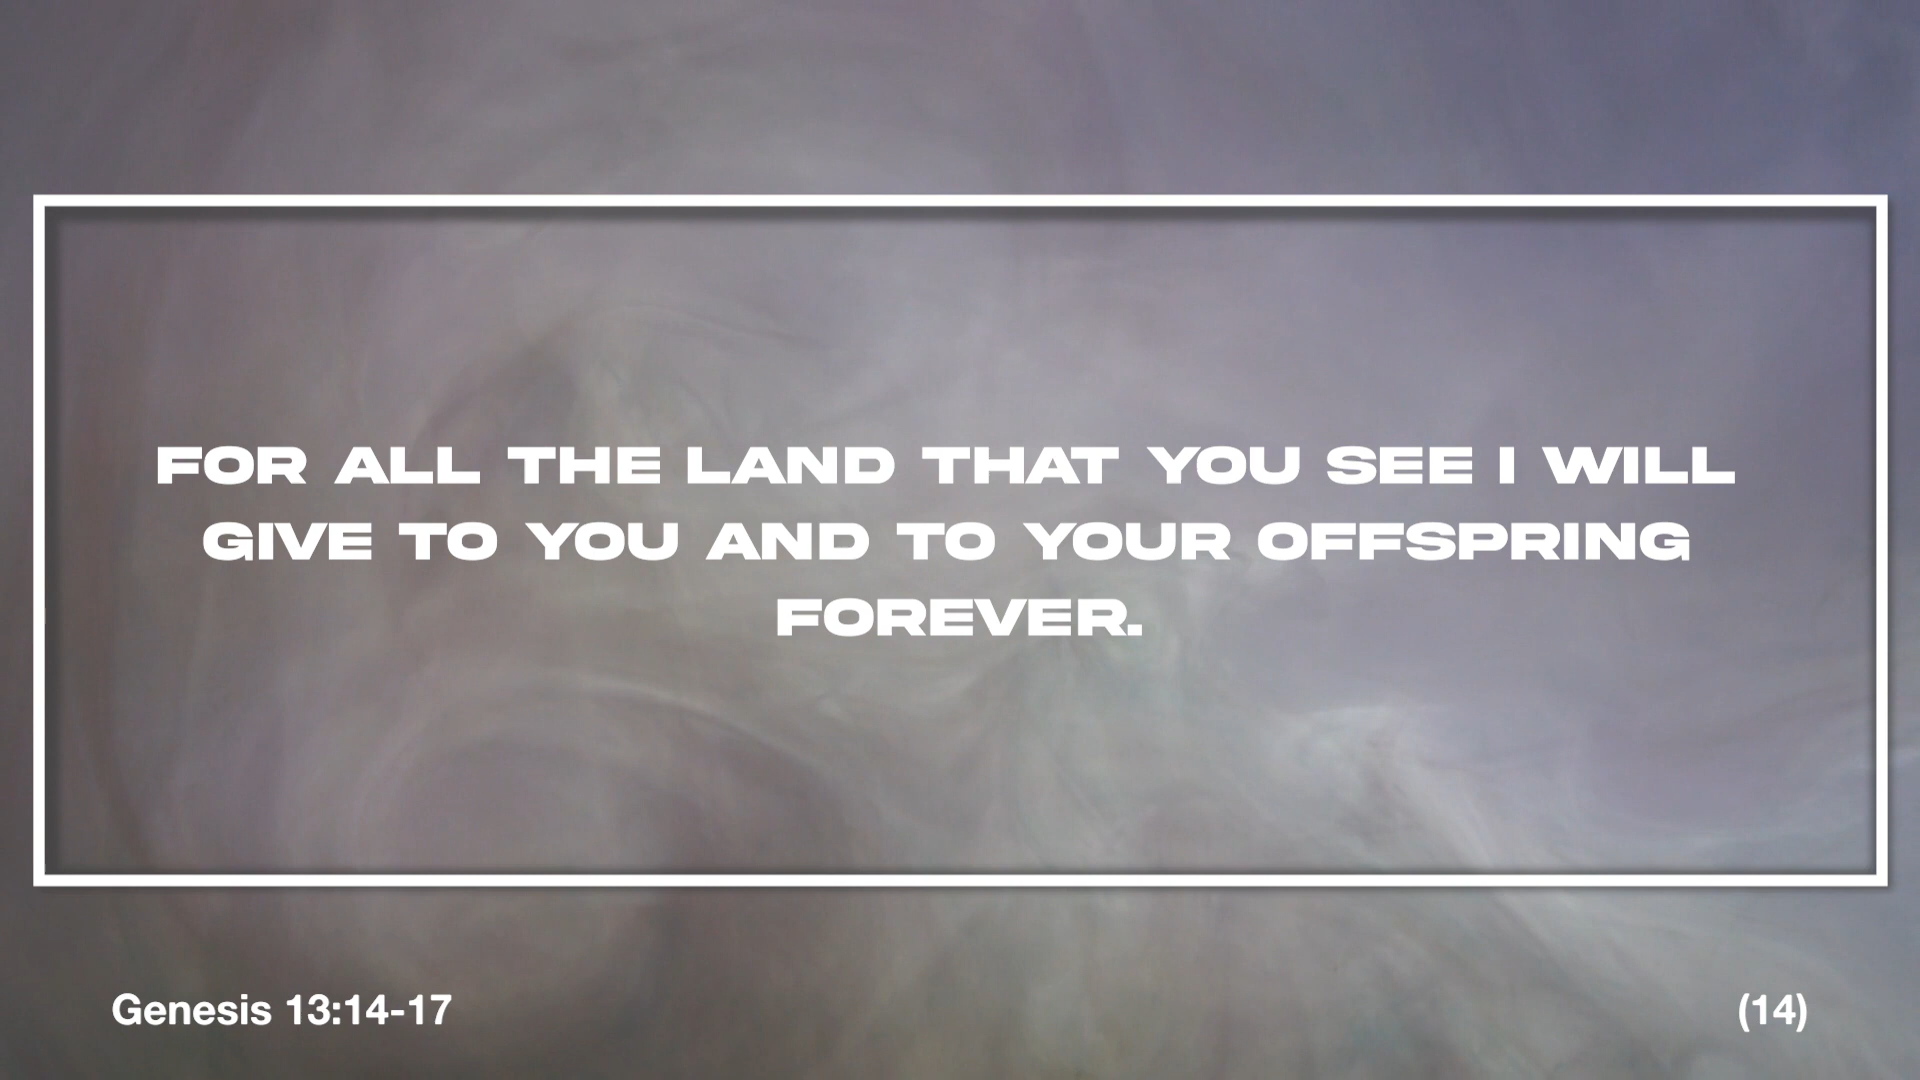 FOR ALL THE LAND THAT YOU SEE I WILL
GIVE TO YOU AND TO YOUR OFFSPRING
FOREVER.
Genesis 13:14-17
(14)